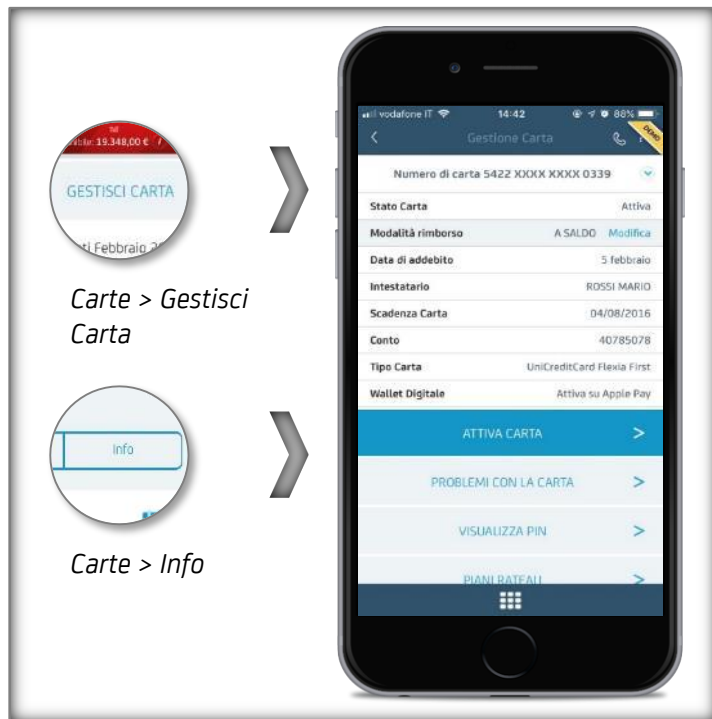 19.348,00 €
GESTISCI CARTA
Febbraio
Carte > Gestisci
Carta
Info
Carte > Info
vodafone IT
14:42
88%
DEMO
Gestione Carta
Numero di carta 5422 XXXX XXXX 0339
Stato Carta Attiva
Modalità rimborso A SALDO Modifica
Data di addebito 5 febbraio
Intestatario ROSSI MARIO
Scadenza Carta 04/08/2016
Conto 40785078
Tipo Carta UniCreditCard Flexia First
Wallet Digitale Attiva su Apple Pay
ATTIVA CARTA >
PROBLEMI CON LA CARTA >
VISUALIZZA PIN >
PIANI RATEALI >